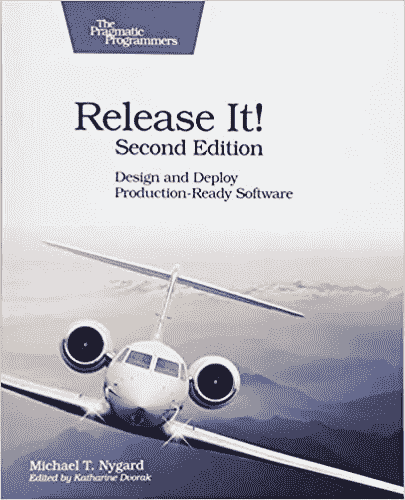 The
Pragmatic
Programmers
Release It!
Second Edition
Design and Deploy
Production-Ready Software
Michael T. Nygard
Edited by Katharine Dvorak